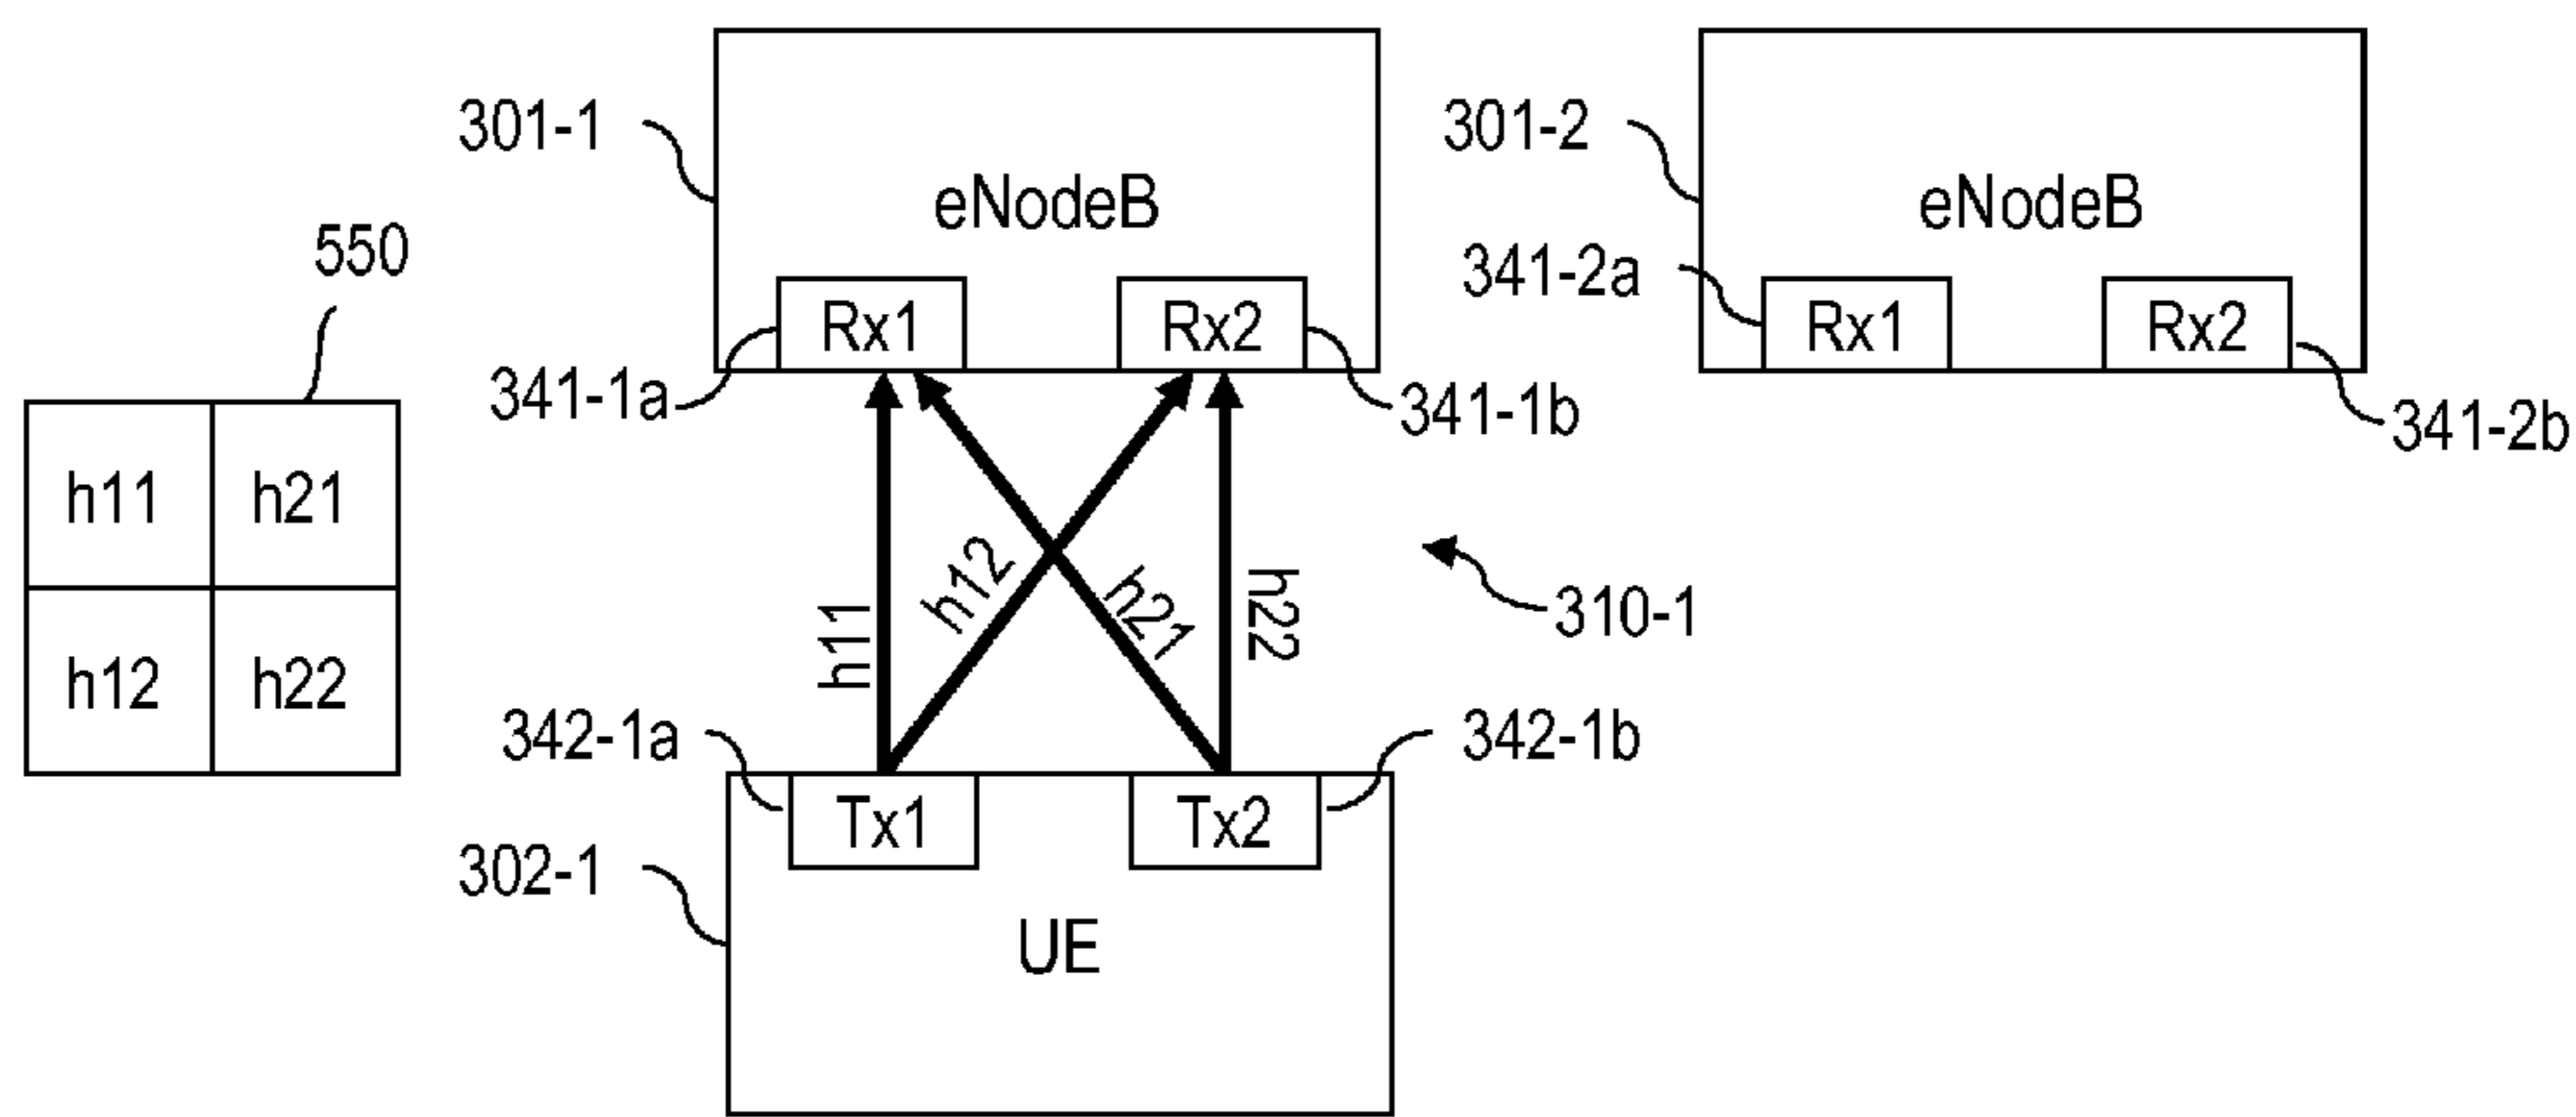 301-1
301-2
eNodeB
eNodeB
550
341-2a
Rx1
Rx2
Rx1
Rx2
341-1a
341-1b
341-2b
h11
h21
h12
h22
h11
h12
h21
h22
310-1
342-1a
342-1b
Tx1
Tx2
302-1
UE